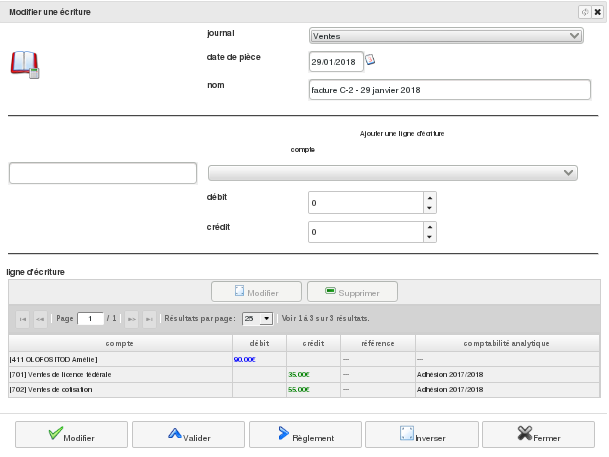 Modifier une écriture
journal
Ventes
date de pièce
29/01/2018
nom
facture C-2 - 29 janvier 2018
Ajouter une ligne d'écriture
compte
débit
0
crédit
0
ligne d'écriture
Modifier Supprimer
Page 1 / 1 Résultats par page: 25 Voir 1 à 3 sur 3 résultats.
compte débit crédit référence comptabilité analytique
[411 OLOFOSITOD Amélie] 90.00€ --- ---
[701] Ventes de licence fédérale 35.00€ --- Adhésion 2017/2018
[702] Ventes de cotisation 55.00€ --- Adhésion 2017/2018
Modifier Valider Règlement Inverser Fermer